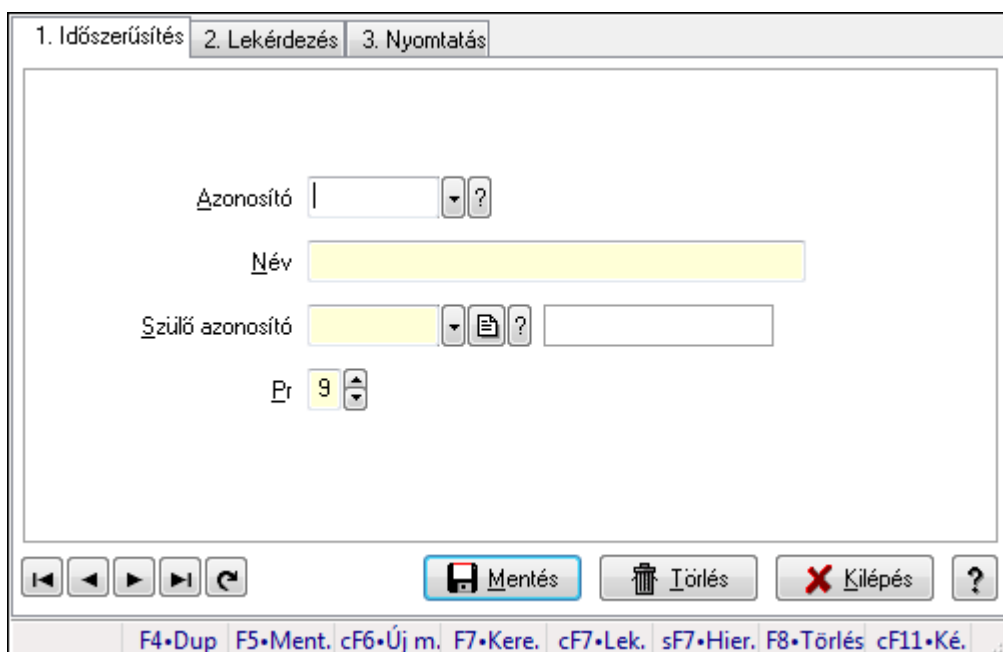 1. Időszerűsítés 2. Lekérdezés 3. Nyomtatás
Azonosító ?
Név
Szülő azonosító ?
Pr 9
Mentés Törlés Kilépés ?
F4•Dup F5•Ment. cF6•Új m. F7•Kere. cF7•Lek. sF7•Hier. F8•Törlés cF11•Ké.